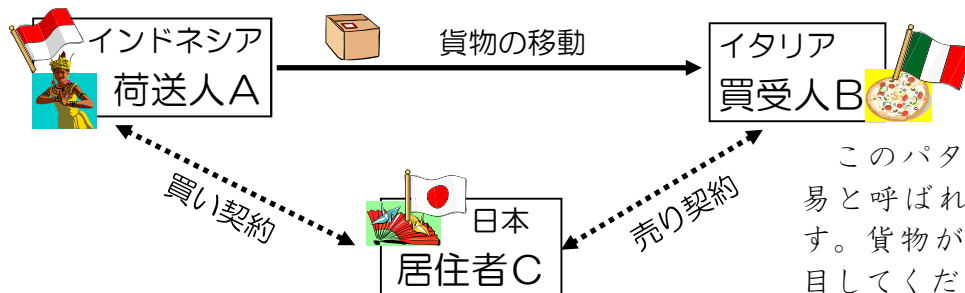 インドネシア
荷送人A
貨物の移動
イタリア
買受人B
買い契約
日本
居住者C
売り契約
このパタ
易と呼ばれ
す。貨物が
目してくだ